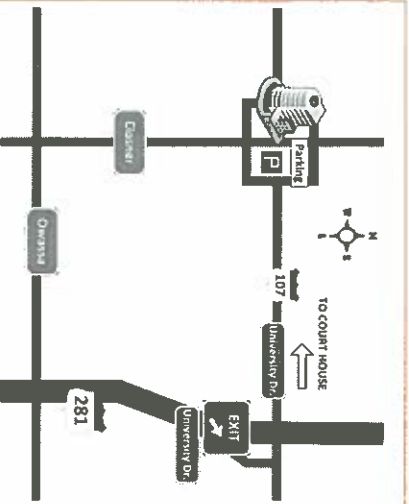 Parking
P
N
TO COURT HOUSE
107
University Dr.
EXIT
University Dr.
281
Closner
Owassa